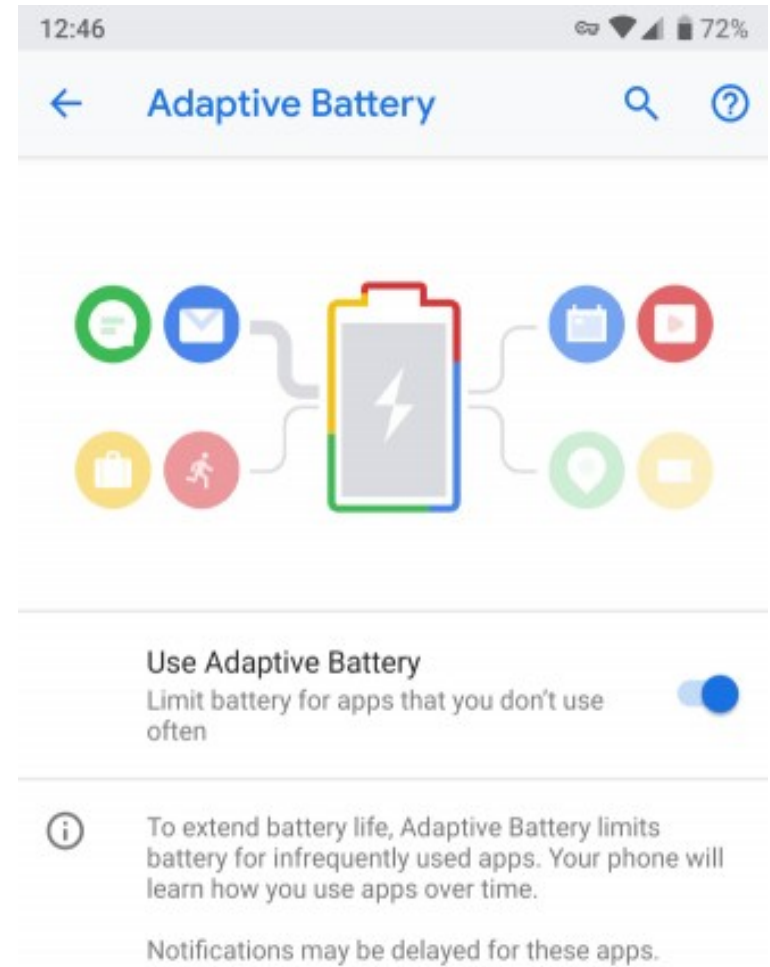 12:46 72%
Adaptive Battery
Use Adaptive Battery
Limit battery for apps that you don't use
often
To extend battery life, Adaptive Battery limits
battery for infrequently used apps. Your phone will
learn how you use apps over time.
Notifications may be delayed for these apps.